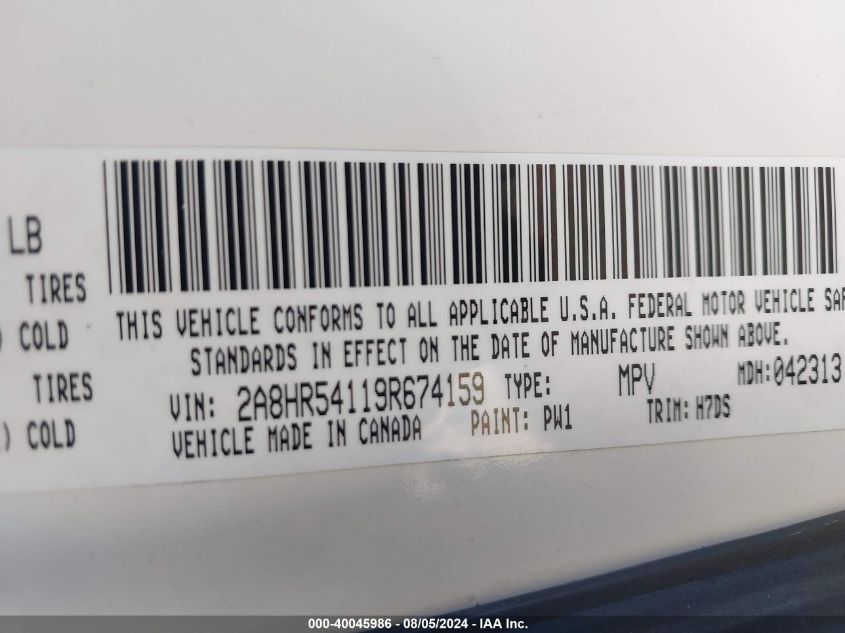 LB
TIRES
) COLD
TIRES
) COLD
THIS VEHICLE CONFORMS TO ALL APPLICABLE U.S.A. FEDERAL MOTOR VEHICLE SAF
STANDARDS IN EFFECT ON THE DATE OF MANUFACTURE SHOWN ABOVE.
VIN: 2A8HR54119R674159 TYPE: MPV MDH:042313
VEHICLE MADE IN CANADA PAINT: PW1 TRIM: H7DS
000-40045986 - 08/05/2024 - IAA Inc.